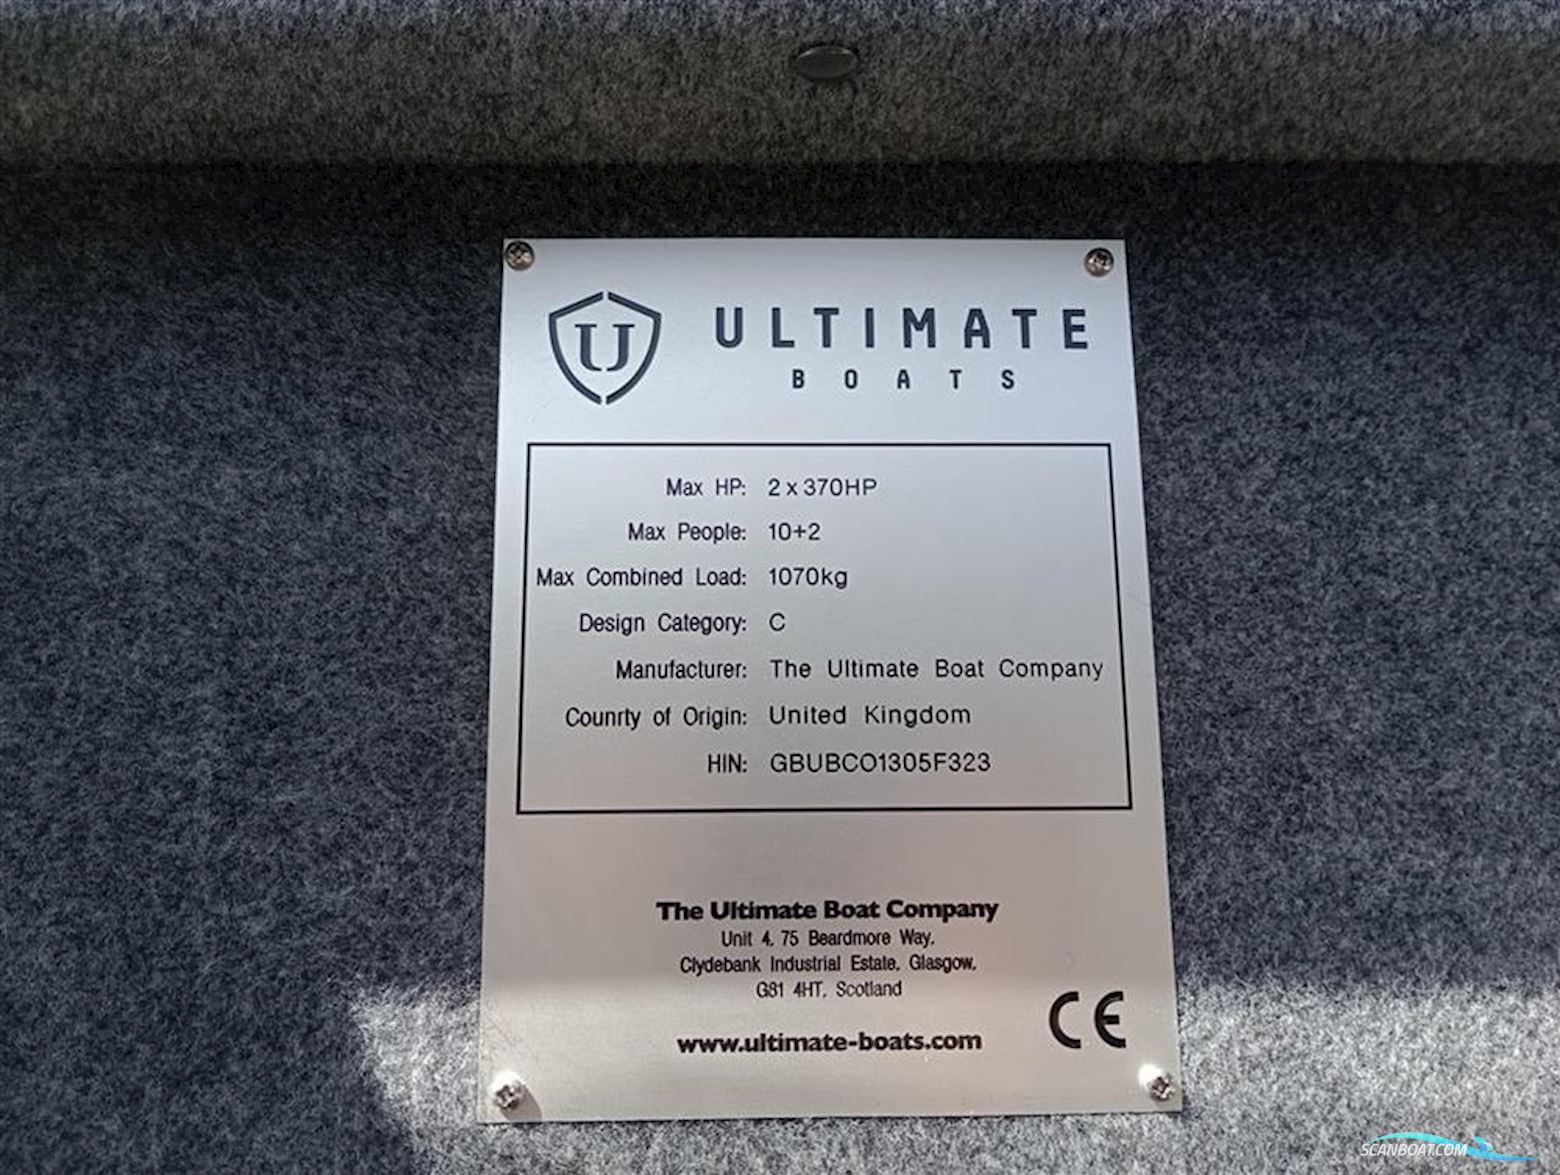 U
ULTIMATE
BOATS
Max HP: 2 x 370HP
Max People: 10+2
Max Combined Load: 1070kg
Design Category: C
Manufacturer: The Ultimate Boat Company
Counrty of Origin: United Kingdom
HIN: GBUBCO1305F323
The Ultimate Boat Company
Unit 4, 75 Beardmore Way,
Clydebank Industrial Estate, Glasgow,
G81 4HT, Scotland
www.ultimate-boats.com
CE
SCANBOAT.COM